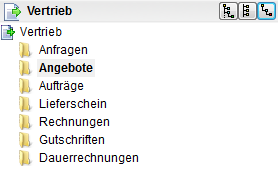 Vertrieb
Vertrieb
Anfragen
Angebote
Aufträge
Lieferschein
Rechnungen
Gutschriften
Dauerrechnungen